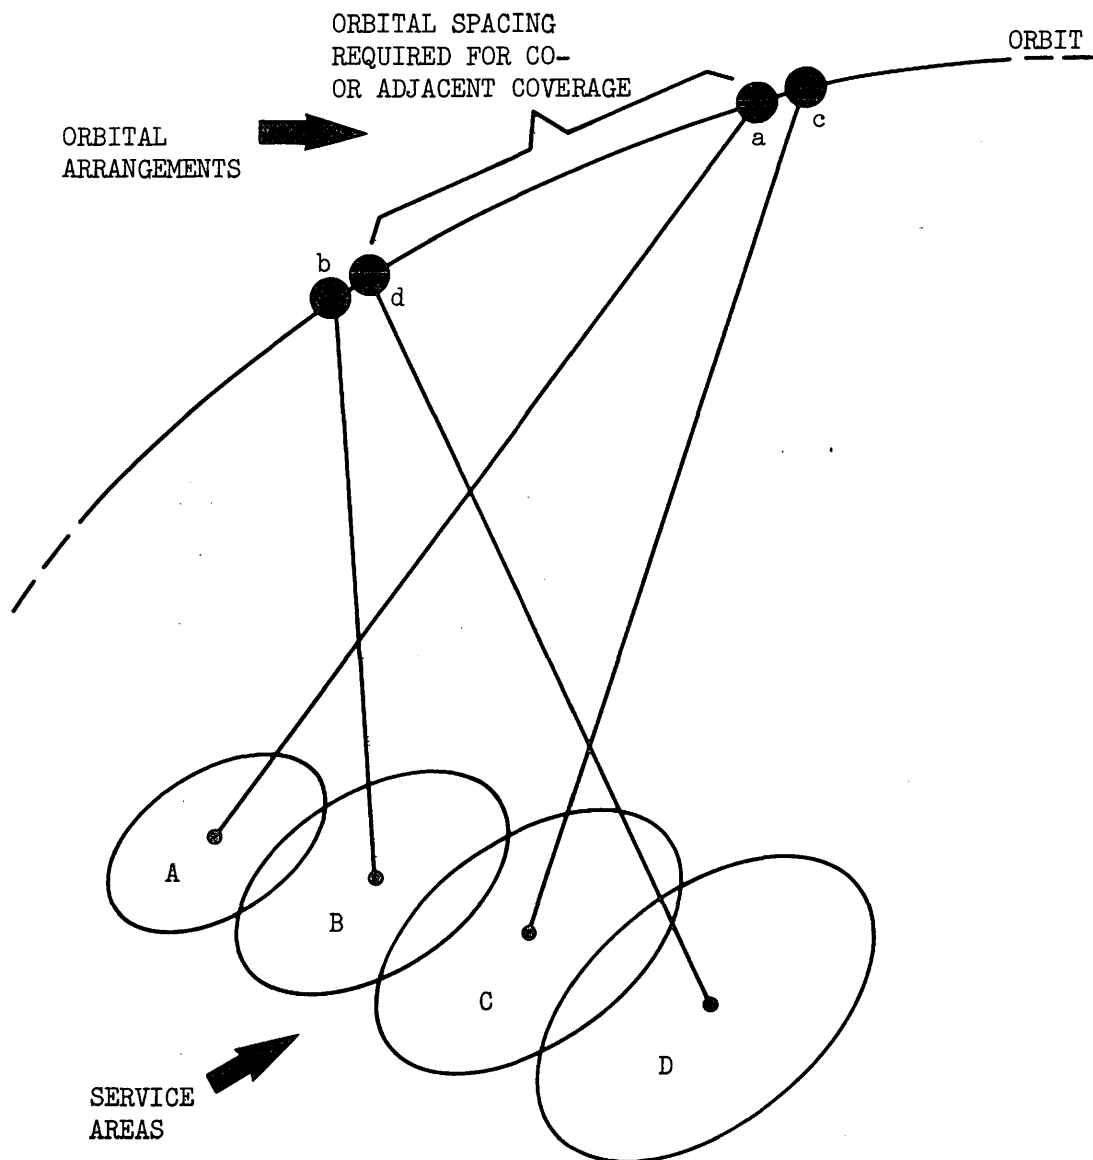 ORBITAL SPACING
REQUIRED FOR CO-
OR ADJACENT COVERAGE
ORBIT
ORBITAL
ARRANGEMENTS
a
c
b
d
A
B
C
D
SERVICE
AREAS